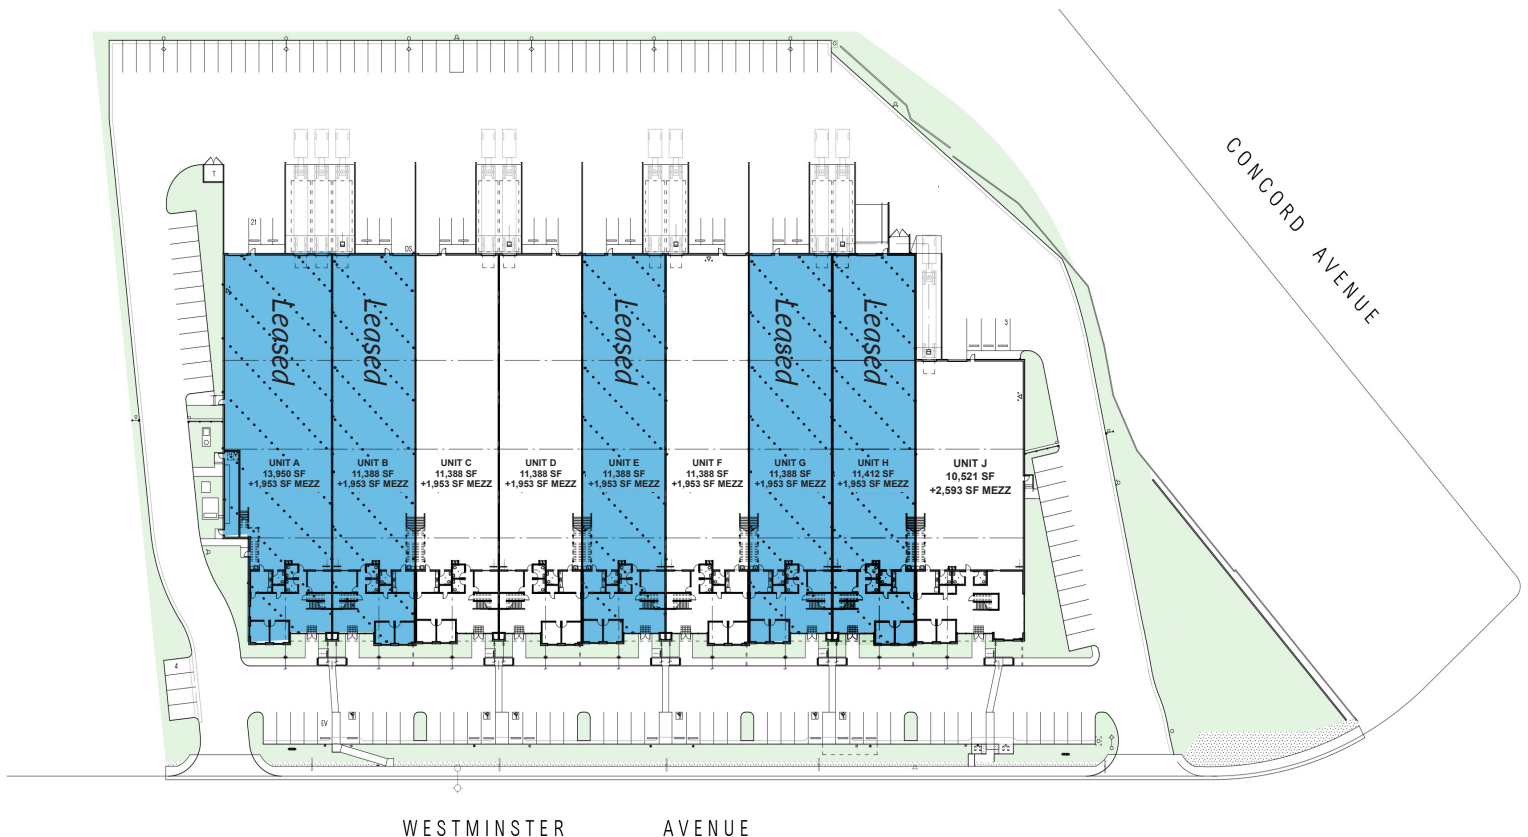 CONCORD AVENUE
T
21
DS
3
Leased
Leased
Leased
Leased
Leased
UNIT A
13,950 SF
+1,953 SF MEZZ
UNIT B
11,388 SF
+1,953 SF MEZZ
UNIT C
11,388 SF
+1,953 SF MEZZ
UNIT D
11,388 SF
+1,953 SF MEZZ
UNIT E
11,388 SF
+1,953 SF MEZZ
UNIT F
11,388 SF
+1,953 SF MEZZ
UNIT G
11,388 SF
+1,953 SF MEZZ
UNIT H
11,412 SF
+1,953 SF MEZZ
UNIT J
10,521 SF
+2,593 SF MEZZ
4
EV
WESTMINSTER AVENUE